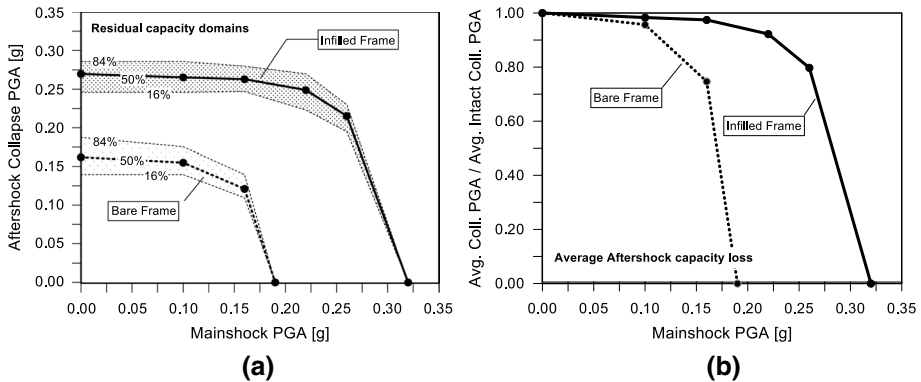 Aftershock Collapse PGA [g]
0.35
0.30
0.25
0.20
0.15
0.10
0.05
0.00
Residual capacity domains
84%
50%
16%
Infilled Frame
84%
50%
16%
Bare Frame
0.00 0.05 0.10 0.15 0.20 0.25 0.30 0.35
Mainshock PGA [g]
(a)
Avg. Coll. PGA / Avg. Intact Coll. PGA
1.00
0.80
0.60
0.40
0.20
0.00
Bare Frame
Infilled Frame
Average Aftershock capacity loss
0.00 0.05 0.10 0.15 0.20 0.25 0.30 0.35
Mainshock PGA [g]
(b)